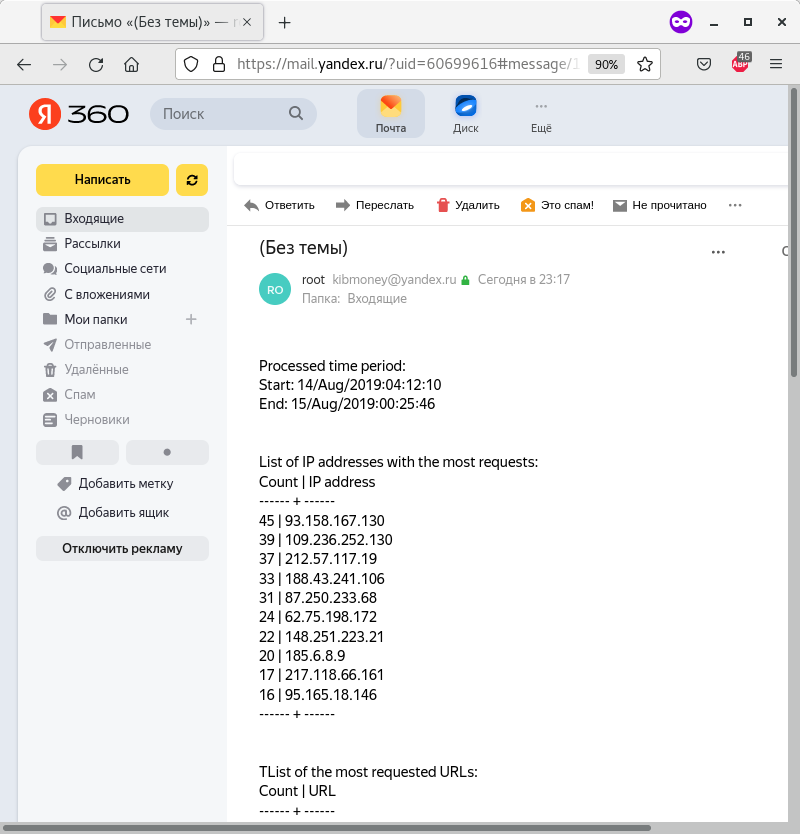 Письмо «(Без темы)» —
https://mail.yandex.ru/?uid=60699616#message/1
90%
ABP
46
Я 360
Поиск
Почта
Диск
Ещё
Написать
Входящие
Рассылки
Социальные сети
С вложениями
Мои папки
Отправленные
Удалённые
Спам
Черновики
Добавить метку
Добавить ящик
Отключить рекламу
Ответить
Переслать
Удалить
Это спам!
Не прочитано
(Без темы)
RO
root kibmoney@yandex.ru Сегодня в 23:17
Папка: Входящие
Processed time period:
Start: 14/Aug/2019:04:12:10
End: 15/Aug/2019:00:25:46
List of IP addresses with the most requests:
Count | IP address
------ + ------
45 | 93.158.167.130
39 | 109.236.252.130
37 | 212.57.117.19
33 | 188.43.241.106
31 | 87.250.233.68
24 | 62.75.198.172
22 | 148.251.223.21
20 | 185.6.8.9
17 | 217.118.66.161
16 | 95.165.18.146
------ + ------
TList of the most requested URLs:
Count | URL
------ + ------